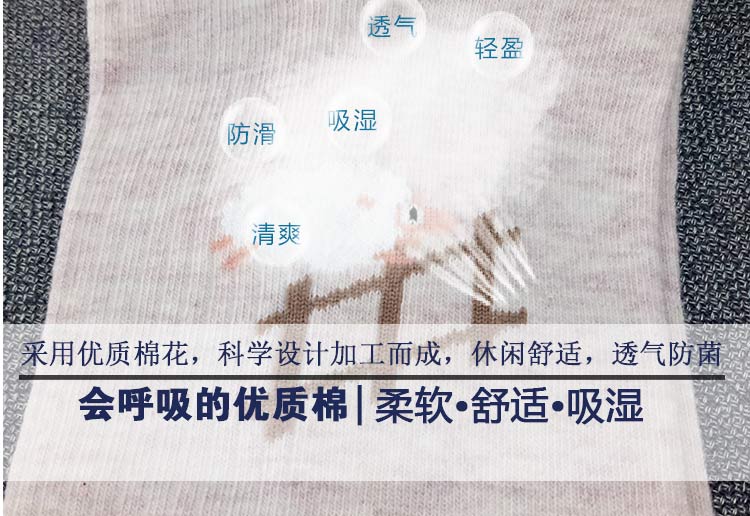 透气
轻盈
吸湿
防滑
清爽
采用优质棉花，科学设计加工而成，休闲舒适，透气防菌
会呼吸的优质棉|柔软•舒适•吸湿